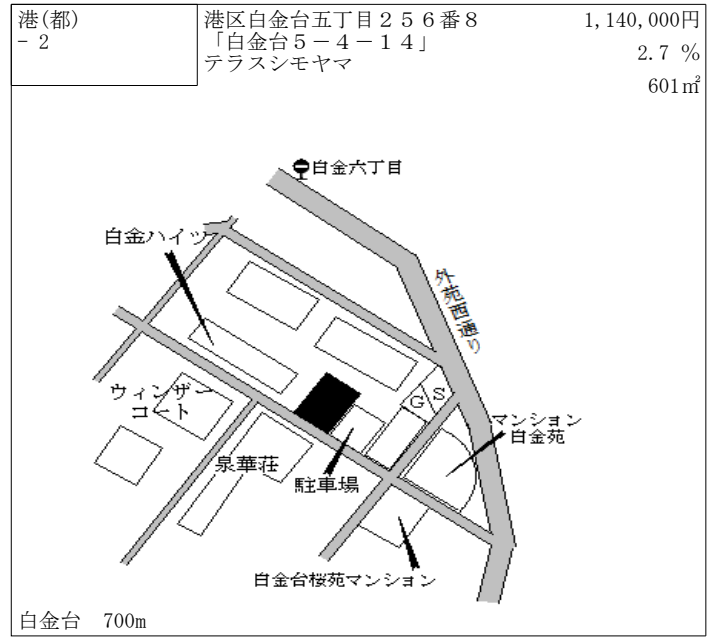 港(都)
- 2
港区白金台五丁目２５６番８
「白金台５－４－１４」
テラスシモヤマ
1,140,000円
2.7 %
601㎡
白金六丁目
白金ハイツ
外苑西通り
ウィンザー
コート
G S
マンション
白金苑
泉華荘
駐車場
白金台桜苑マンション
白金台　700m